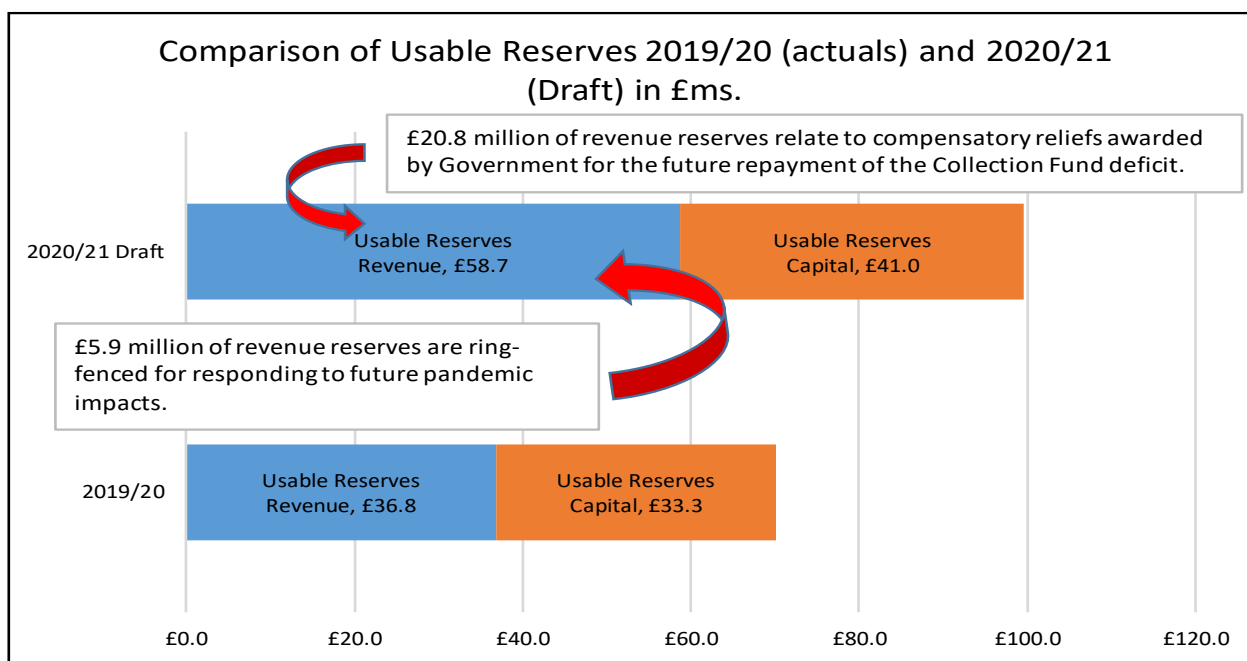 Comparison of Usable Reserves 2019/20 (actuals) and 2020/21
(Draft) in £ms.
£20.8 million of revenue reserves relate to compensatory reliefs awarded
by Government for the future repayment of the Collection Fund deficit.
2020/21 Draft
Usable Reserves
Revenue, £58.7
Usable Reserves
Capital, £41.0
£5.9 million of revenue reserves are ring-
fenced for responding to future pandemic
impacts.
2019/20
Usable Reserves
Revenue, £36.8
Usable Reserves
Capital, £33.3
£0.0 £20.0 £40.0 £60.0 £80.0 £100.0 £120.0